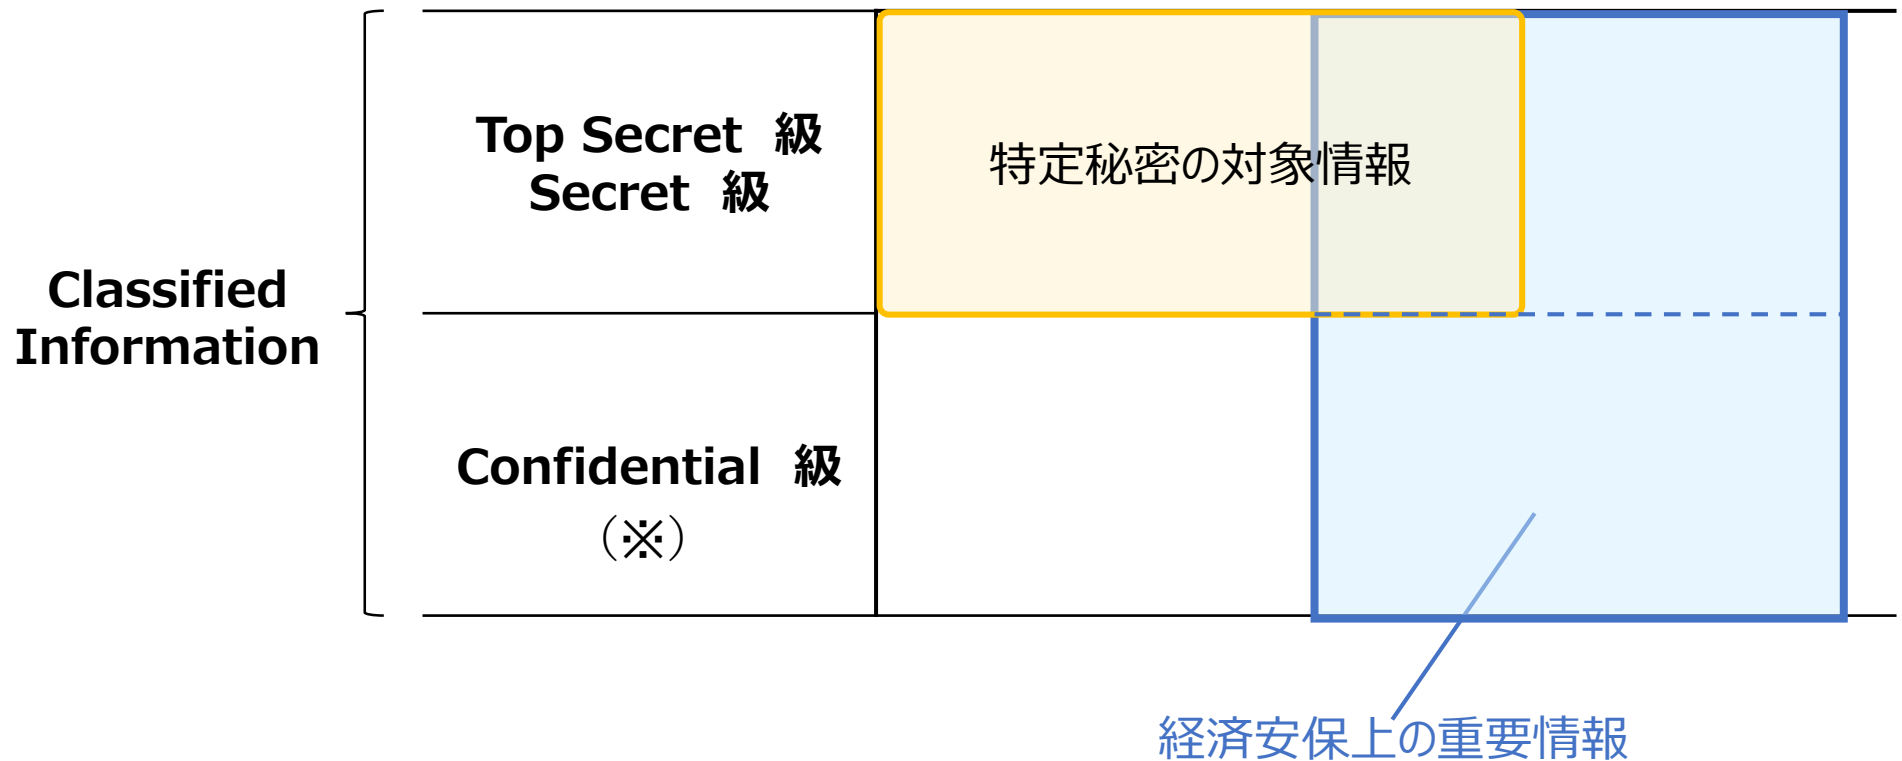 Classified
Information
Top Secret 級
Secret 級
Confidential 級
（※）
特定秘密の対象情報
経済安保上の重要情報